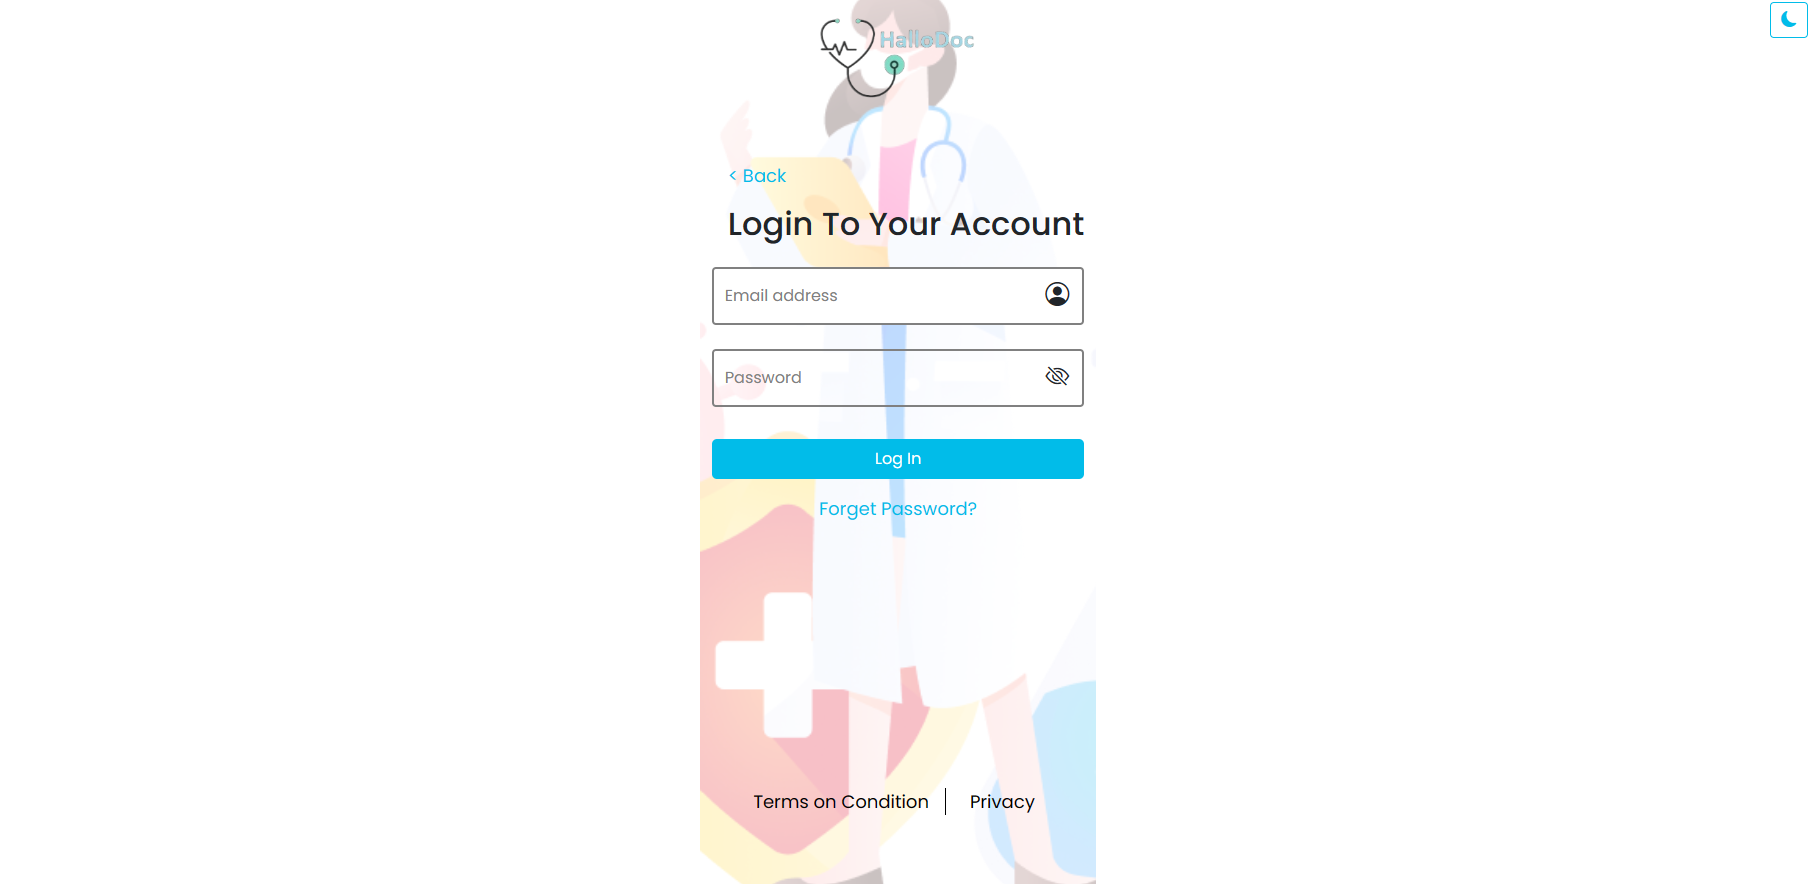 HalloDoc
< Back
Login To Your Account
Email address
Password
Log In
Forget Password?
Terms on Condition | Privacy